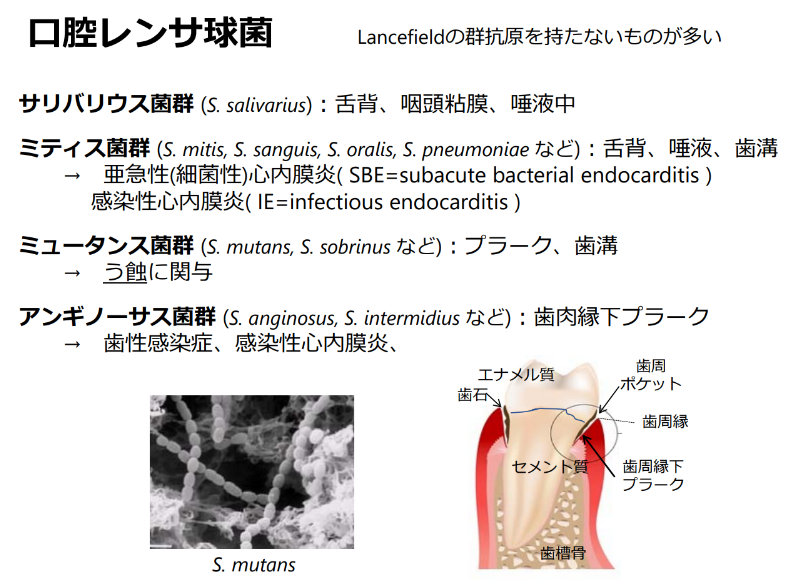 口腔レンサ球菌
Lancefieldの群抗原を持たないものが多い
サリバリウス菌群 (S. salivarius)：舌背、咽頭粘膜、唾液中
ミティス菌群 (S. mitis, S. sanguis, S. oralis, S. pneumoniae など)：舌背、唾液、歯溝
→ 亜急性(細菌性)心内膜炎( SBE=subacute bacterial endocarditis )
感染性心内膜炎( IE=infectious endocarditis )
ミュータンス菌群 (S. mutans, S. sobrinus など)：プラーク、歯溝
→ う蝕に関与
アンギノーサス菌群 (S. anginosus, S. intermidius など)：歯肉縁下プラーク
→ 歯性感染症、感染性心内膜炎、
エナメル質
歯石
歯周
ポケット
歯周縁
セメント質
歯周縁下
プラーク
歯槽骨
S. mutans